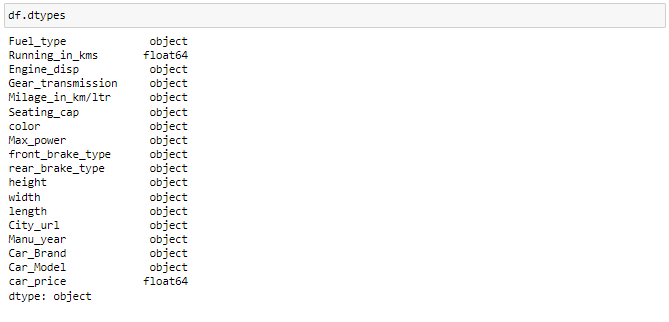 df.dtypes
Fuel_type object
Running_in_kms float64
Engine_disp object
Gear_transmission object
Milage_in_km/ltr object
Seating_cap object
color object
Max_power object
front_brake_type object
rear_brake_type object
height object
width object
length object
City_url object
Manu_year object
Car_Brand object
Car_Model object
car_price float64
dtype: object